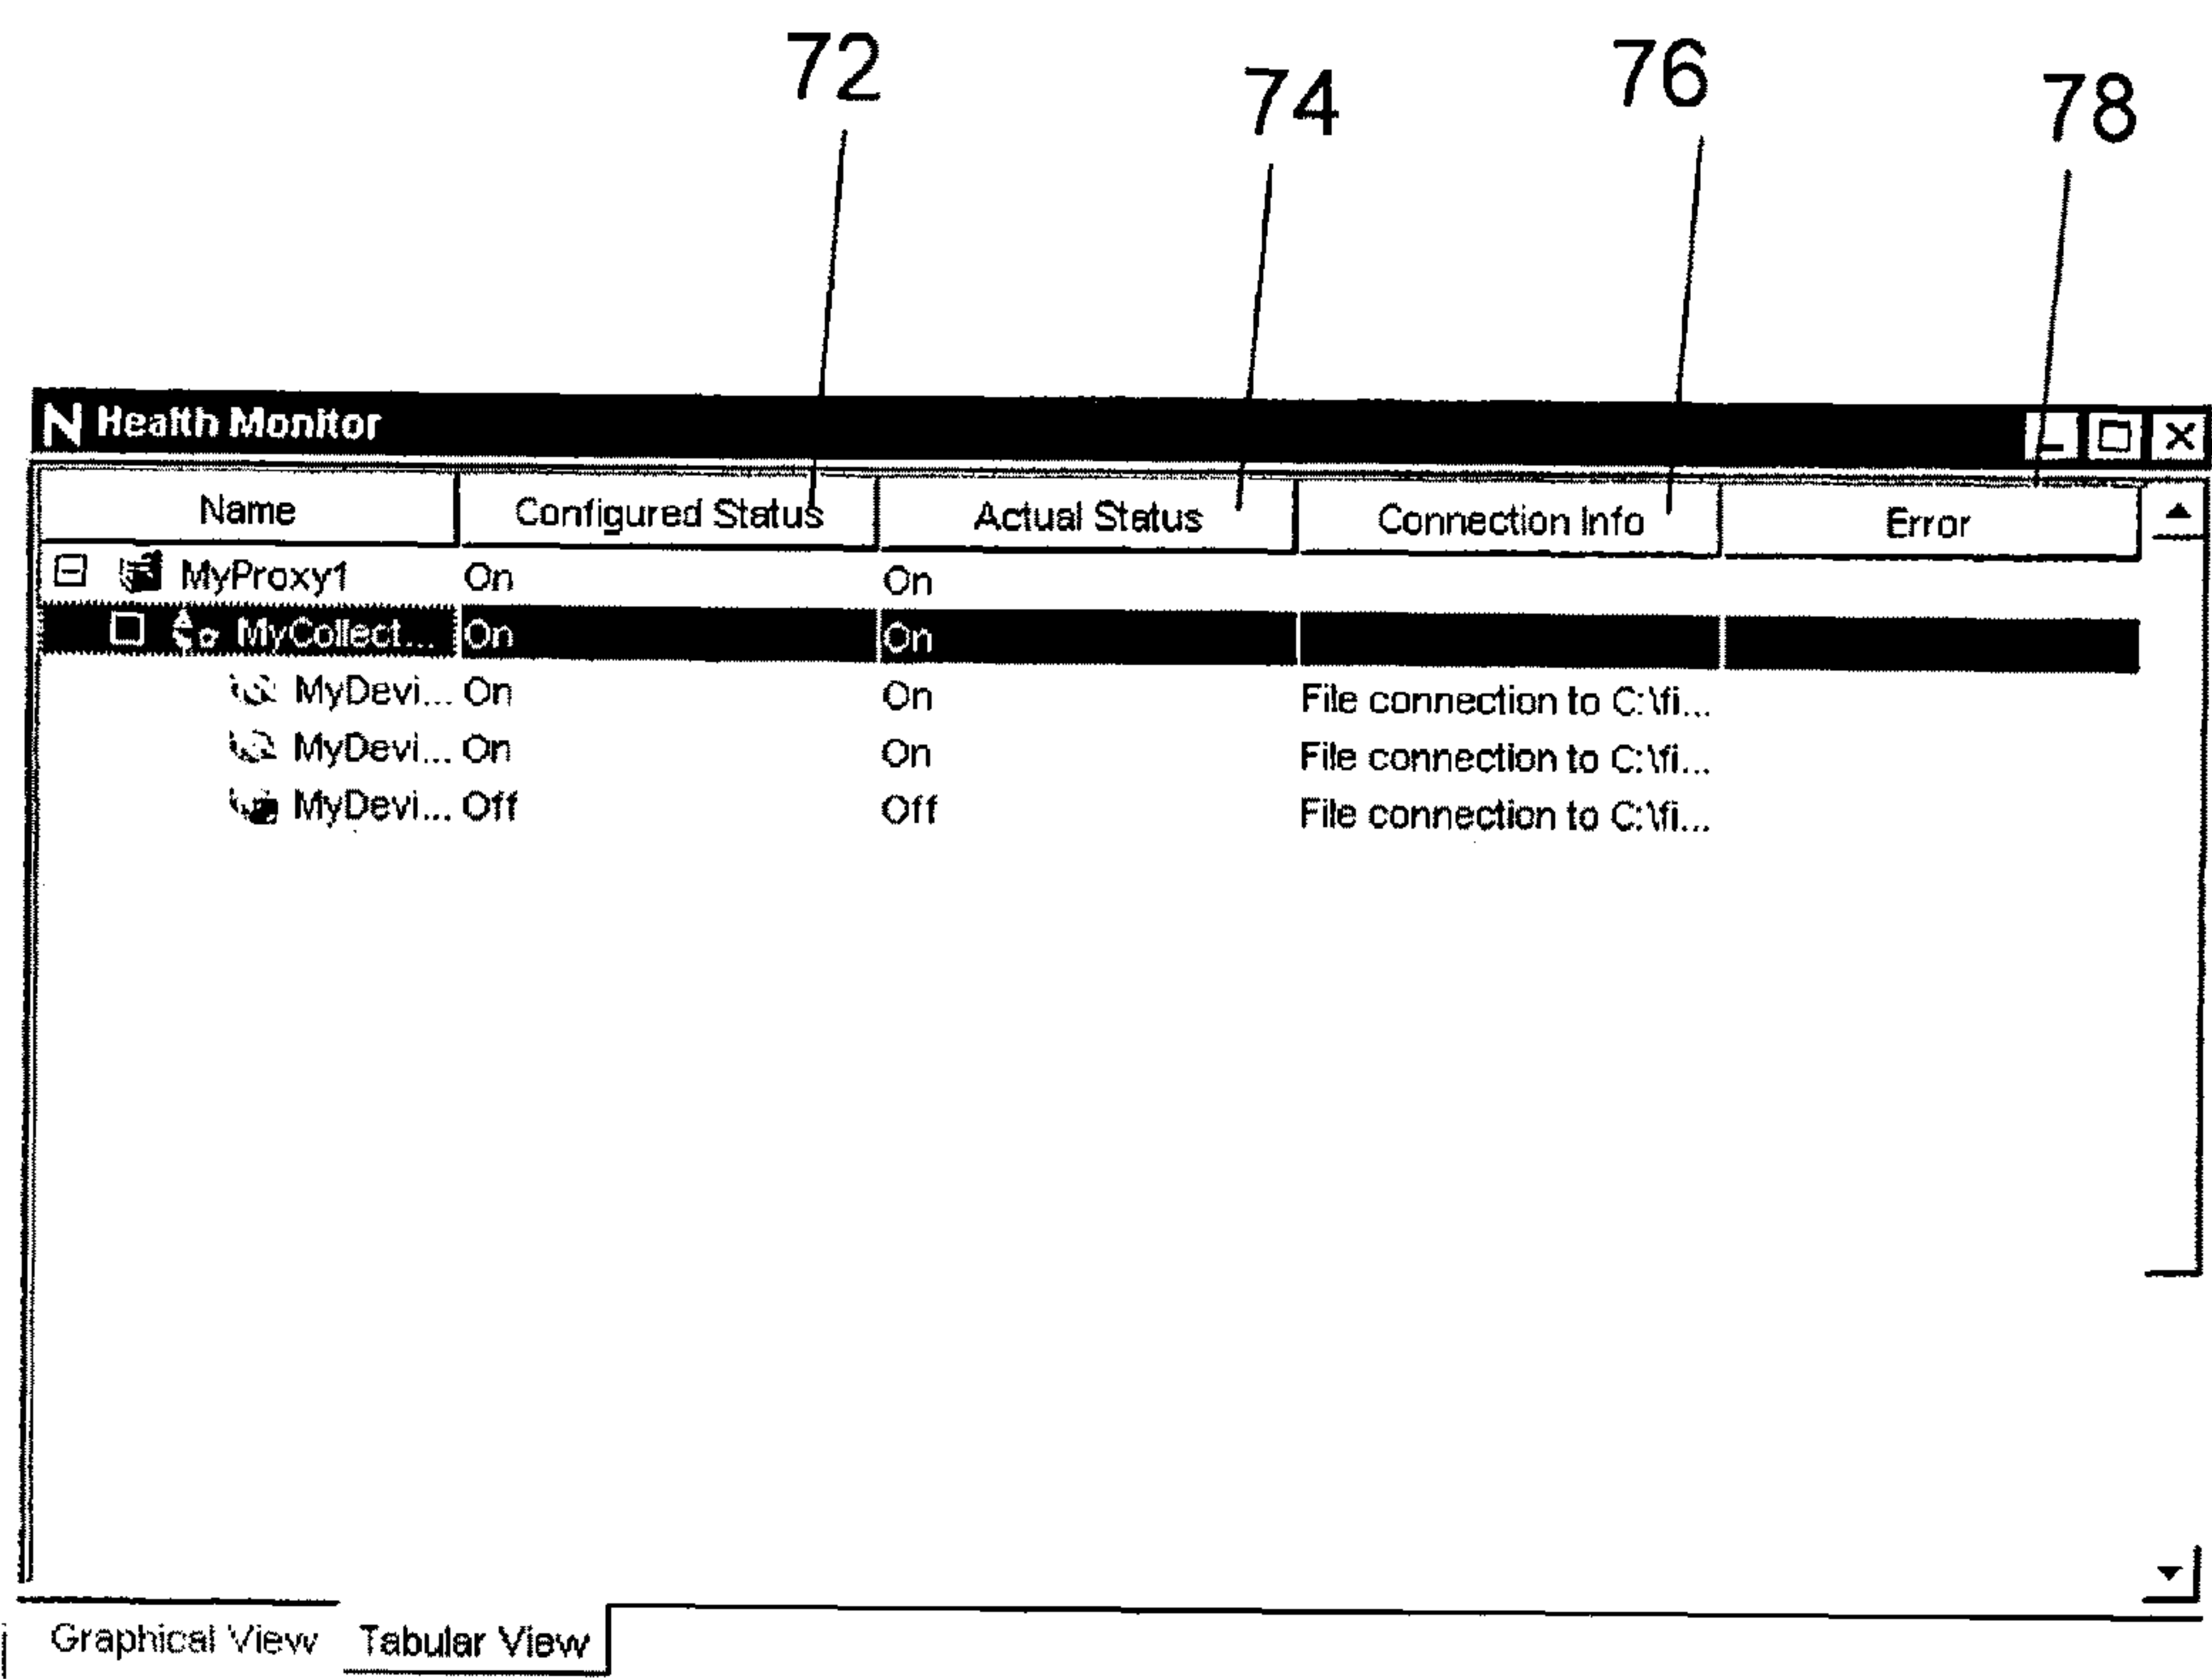 72 74 76 78
N Health Monitor
Name Configured Status Actual Status Connection Info Error
MyProxy1 On On
MyCollect... On On
MyDevi... On On File connection to C:\fi...
MyDevi... On On File connection to C:\fi...
MyDevi... Off Off File connection to C:\fi...
Graphical View Tabular View